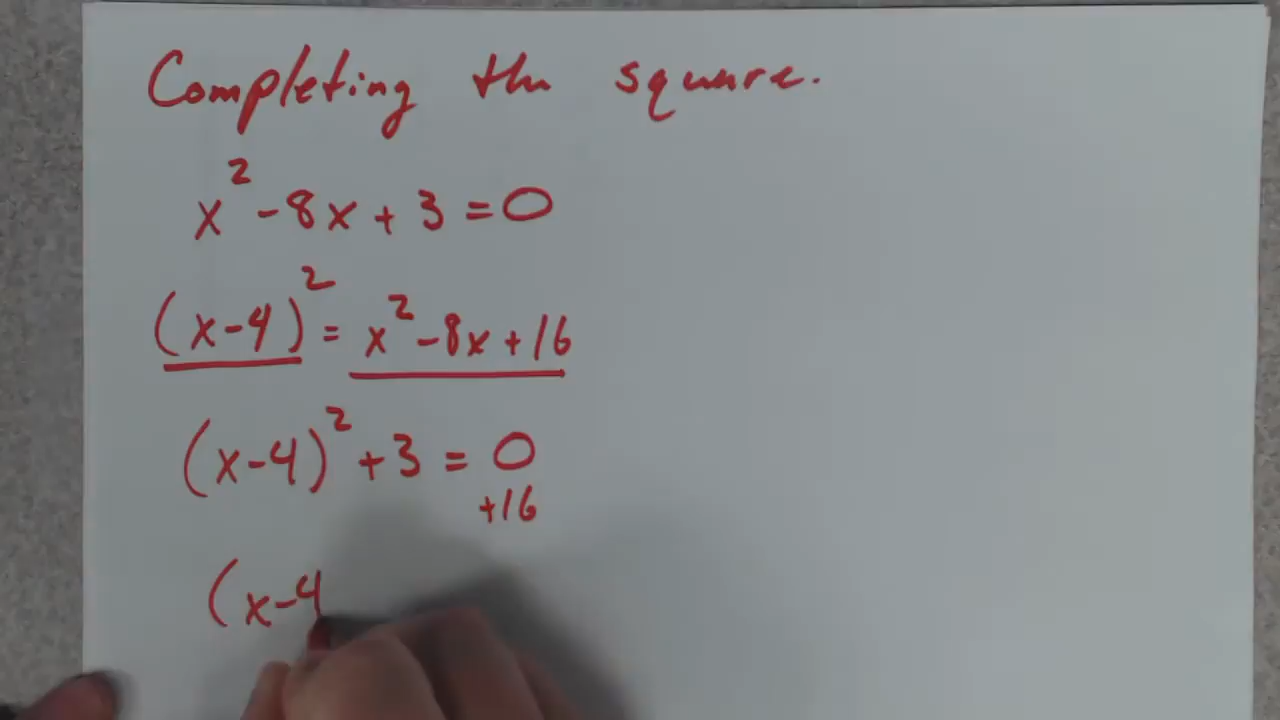 Completing the square.
x² - 8x + 3 = 0
(x-4)² = x² - 8x + 16
(x-4)² + 3 = 0
+16
(x-4